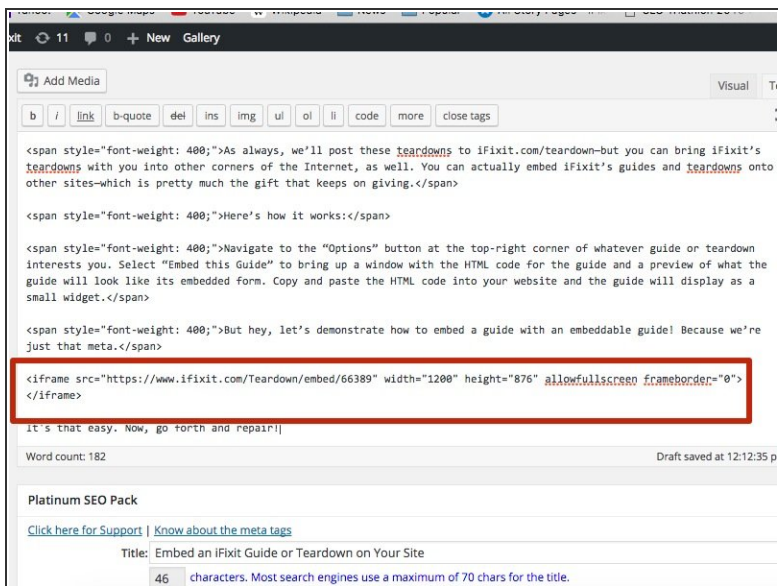 xit 11 0 + New Gallery
Add Media
Visual
b i link b-quote del ins img ul ol li code more close tags
<span style="font-weight: 400;">As always, we’ll post these teardowns to iFixit.com/teardown—but you can bring iFixit’s
teardowns with you into other corners of the Internet, as well. You can actually embed iFixit’s guides and teardowns onto
other sites—which is pretty much the gift that keeps on giving.</span>
<span style="font-weight: 400;">Here’s how it works:</span>
<span style="font-weight: 400;">Navigate to the “Options” button at the top-right corner of whatever guide or teardown
interests you. Select “Embed this Guide” to bring up a window with the HTML code for the guide and a preview of what the
guide will look like its embedded form. Copy and paste the HTML code into your website and the guide will display as a
small widget.</span>
<span style="font-weight: 400;">But hey, let’s demonstrate how to embed a guide with an embeddable guide! Because we’re
just that meta.</span>
<iframe src="https://www.ifixit.com/Teardown/embed/66389" width="1200" height="876" allowfullscreen frameborder="0">
</iframe>
It's that easy. Now, go forth and repair!
Word count: 182
Draft saved at 12:12:35 p
Platinum SEO Pack
Click here for Support | Know about the meta tags
Title: Embed an iFixit Guide or Teardown on Your Site
46 characters. Most search engines use a maximum of 70 chars for the title.